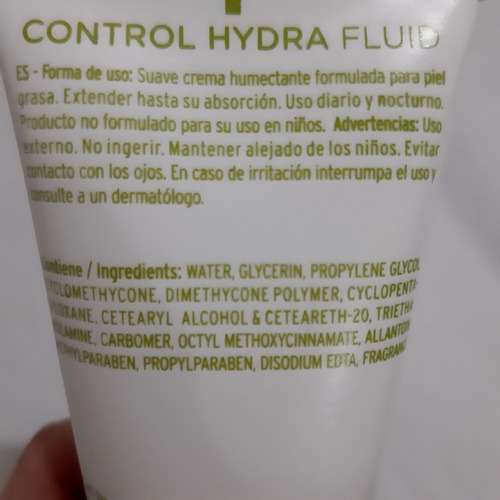 CONTROL HYDRA FLUID
ES - Forma de uso: Suave crema humectante formulada para piel
grasa. Extender hasta su absorción. Uso diario y nocturno.
Producto no formulado para su uso en niños. Advertencias: Uso
externo. No ingerir. Mantener alejado de los niños. Evitar
contacto con los ojos. En caso de irritación interrumpa el uso y
consulte a un dermatólogo.
Contiene / Ingredients: WATER, GLYCERIN, PROPYLENE GLYCOL,
CYCLOMETHYCONE, DIMETHYCONE POLYMER, CYCLOPENTA-
SILOXANE, CETEARYL ALCOHOL & CETEARETH-20, TRIETHA
NOLAMINE, CARBOMER, OCTYL METHOXYCINNAMATE, ALLANTOIN
METHYLPARABEN, PROPYLPARABEN, DISODIUM EDTA, FRAGRANCE